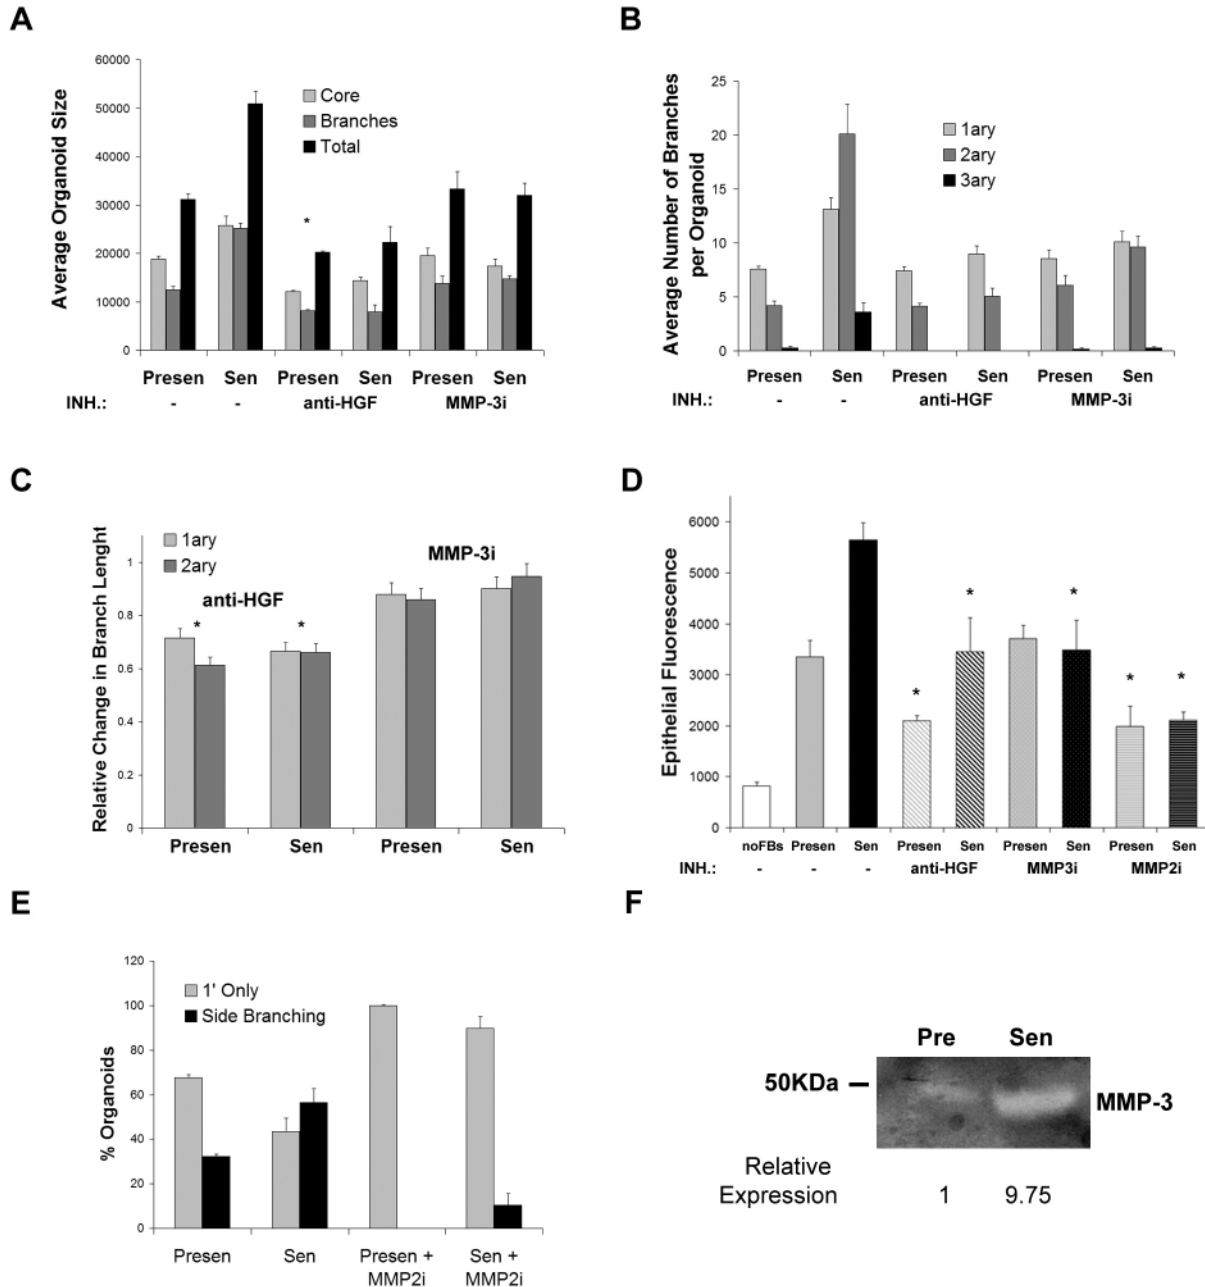 A
Average Organoid Size
60000
50000
40000
30000
20000
10000
0
Core
Branches
Total
*
Presen Sen Presen Sen Presen Sen
INH.: - - anti-HGF MMP-3i
B
Average Number of Branches
per Organoid
25
20
15
10
5
0
1ary
2ary
3ary
Presen Sen Presen Sen Presen Sen
INH.: - - anti-HGF MMP-3i
C
Relative Change in Branch Lenght
1
0.8
0.6
0.4
0.2
0
1ary
2ary
anti-HGF
MMP-3i
* *
Presen Sen Presen Sen
D
Epithelial Fluorescence
6000
5000
4000
3000
2000
1000
0
* * * * *
noFBs Presen Sen Presen Sen Presen Sen Presen Sen
INH.: - - - anti-HGF MMP3i MMP2i
E
% Organoids
120
100
80
60
40
20
0
1' Only
Side Branching
Presen Sen Presen + MMP2i Sen + MMP2i
F
Pre Sen
50KDa
MMP-3
Relative
Expression 1 9.75